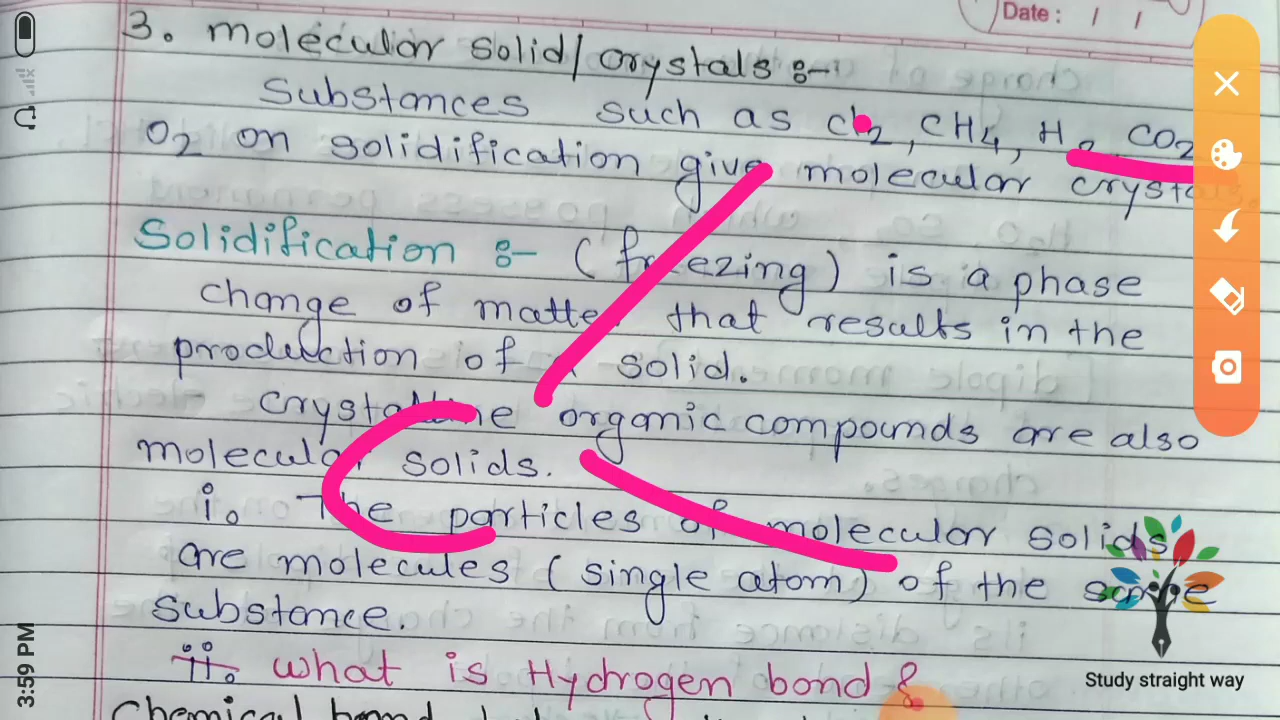 Date : / /
3. Molecular solid/crystals :-
Substances such as Cl2, CH4, H2 CO2
O2 on solidification give molecular crystals.
Solidification :- (freezing) is a phase
change of matter that results in the
production of a solid.
Crystalline organic compounds are also
molecular solids.
i. The particles of molecular solids
are molecules (single atom) of the same
substance.
ii. What is Hydrogen bond ?
Chemical bond
Study straight way
3:59 PM